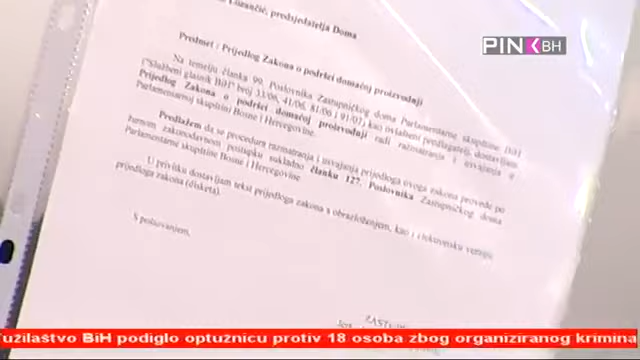 Lozančić, predsjedatelja Doma
PINK BH
Predmet : Prijedlog Zakona o podršci domaćoj proizvodnji
Na temelju članka 99. Poslovnika Zastupničkog doma Parlamentarne skupštine BiH
("Službeni glasnik BiH" broj 33/06, 41/06, 81/06 i 91/07) kao ovlašteni predlagatelj, dostavljam
Prijedlog Zakona o podršci domaćoj proizvodnji radi razmatranja i usvajanja u
Parlamentarnoj skupštini Bosne i Hercegovine.
Predlažem da se procedura razmatranja i usvajanja prijedloga ovoga zakona provede po
zakonodavnom postupku sukladno članku 127. Poslovnika Zastupničkog doma
Parlamentarne skupštine Bosne i Hercegovine.
U privitku dostavljam tekst prijedloga zakona s obrazloženjem, kao i elektronsku verziju
prijedloga zakona (disketa).
S poštovanjem,
užilaštvo BiH podiglo optužnicu protiv 18 osoba zbog organiziranog krimina